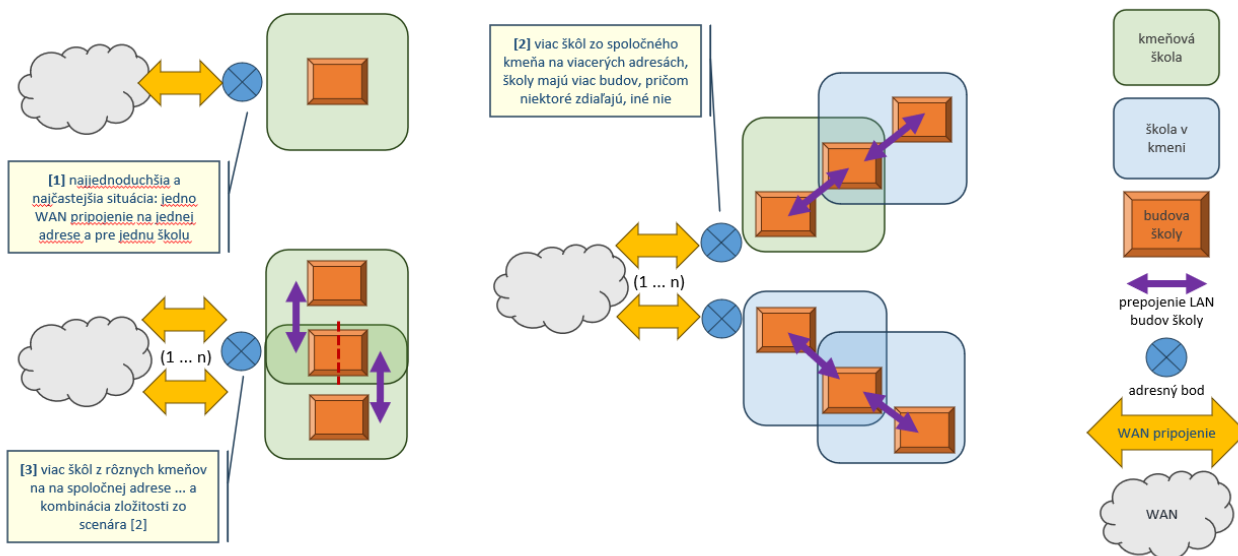 [1] najjednoduchšia a
najčastejšia situácia: jedno
WAN pripojenie na jednej
adrese a pre jednu školu
(1 ... n)
[3] viac škôl z rôznych kmeňov
na na spoločnej adrese ... a
kombinácia zložitosti zo
scenára [2]
[2] viac škôl zo spoločného
kmeňa na viacerých adresách,
školy majú viac budov, pričom
niektoré zdiaľajú, iné nie
(1 ... n)
kmeňová
škola
škola v
kmeni
budova
školy
prepojenie LAN
budov školy
adresný bod
WAN pripojenie
WAN